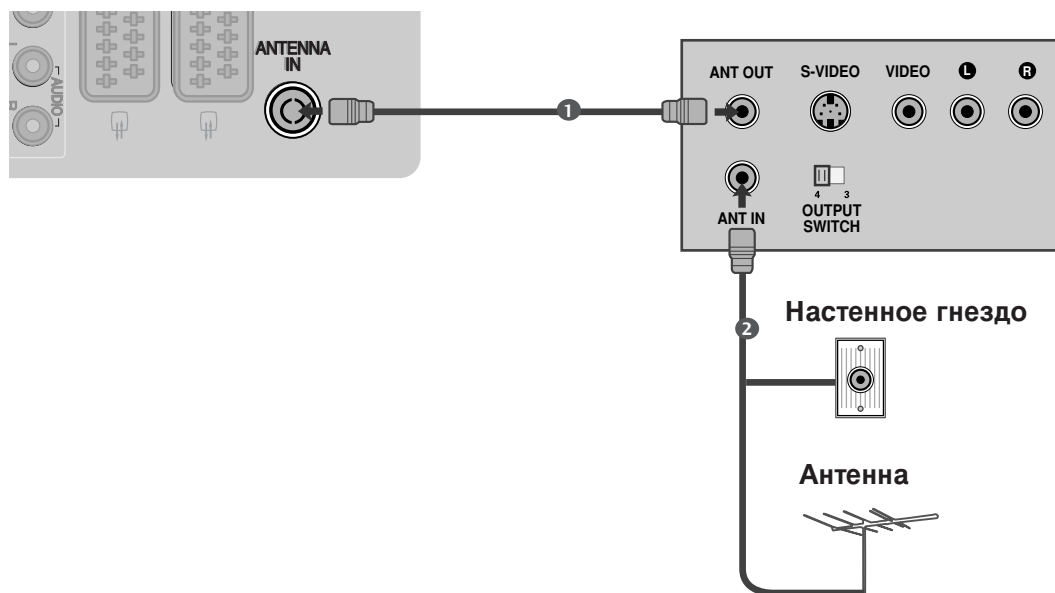 ANTENNA
IN
AUDIO
R
1
ANT OUT
S-VIDEO
VIDEO
L
R
ANT IN
4 3
OUTPUT
SWITCH
2
Настенное гнездо
Антенна